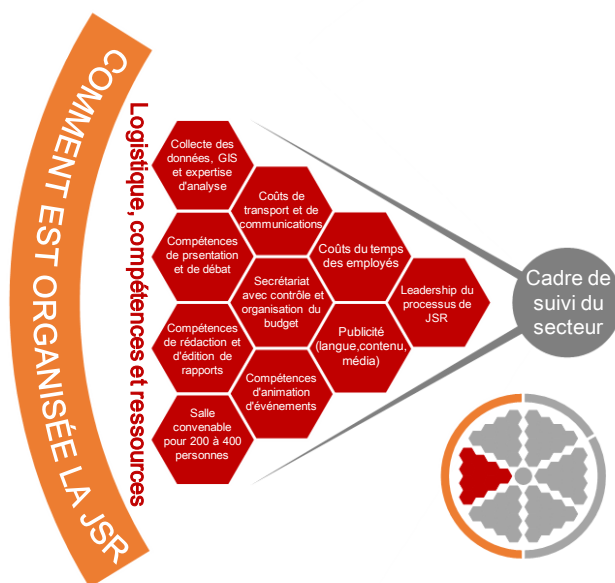 COMMENT EST ORGANISÉE LA JSR
Logistique, compétences et ressources
Collecte des
données, GIS
et expertise
d'analyse
Compétences
de prsentation
et de débat
Compétences
de rédaction et
d'édition de
rapports
Salle
convenable
pour 200 à 400
personnes
Coûts de
transport et de
communications
Secrétariat
avec contrôle et
organisation du
budget
Compétences
d'animation
d'événements
Coûts du temps
des employés
Publicité
(langue,contenu,
média)
Leadership du
processus de
JSR
Cadre de
suivi du
secteur